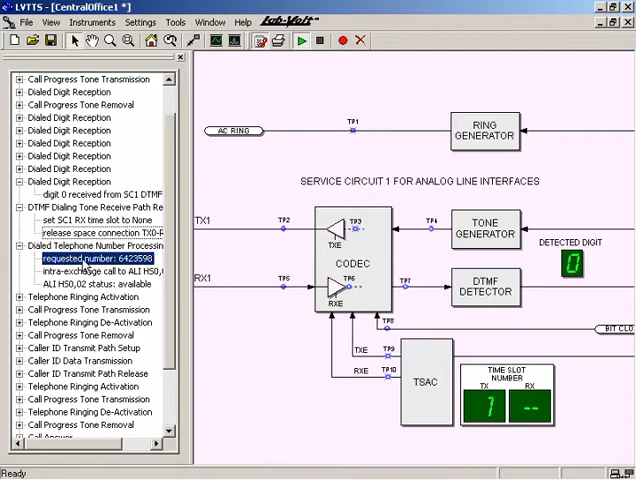 LVTTS - [CentralOffice1 *]
File View Instruments Settings Tools Window Help Lab-Volt
Call Progress Tone Transmission
Dialed Digit Reception
Call Progress Tone Removal
Dialed Digit Reception
Dialed Digit Reception
Dialed Digit Reception
Dialed Digit Reception
Dialed Digit Reception
Dialed Digit Reception
digit 0 received from SC1 DTMF
DTMF Dialing Tone Receive Path Re
set SC1 RX time slot to None
release space connection TX0-R
Dialed Telephone Number Processin
requested number: 6423598
intra-exchange call to ALI HS0,
ALI HS0,02 status: available
Telephone Ringing Activation
Call Progress Tone Transmission
Telephone Ringing De-Activation
Call Progress Tone Removal
Caller ID Transmit Path Setup
Caller ID Data Transmission
Caller ID Transmit Path Release
Telephone Ringing Activation
Call Progress Tone Transmission
Telephone Ringing De-Activation
Call Progress Tone Removal
Call Answer
TP1
AC RING
RING GENERATOR
SERVICE CIRCUIT 1 FOR ANALOG LINE INTERFACES
TX1
TP2
TP3
TP4
TXE
TONE
GENERATOR
DETECTED DIGIT
0
CODEC
RX1
TP5
TP6
TP7
RXE
DTMF
DETECTOR
TP8
BIT CLO
TXE
TP9
RXE
TP10
TSAC
TIME SLOT
NUMBER
TX RX
1 --
Ready